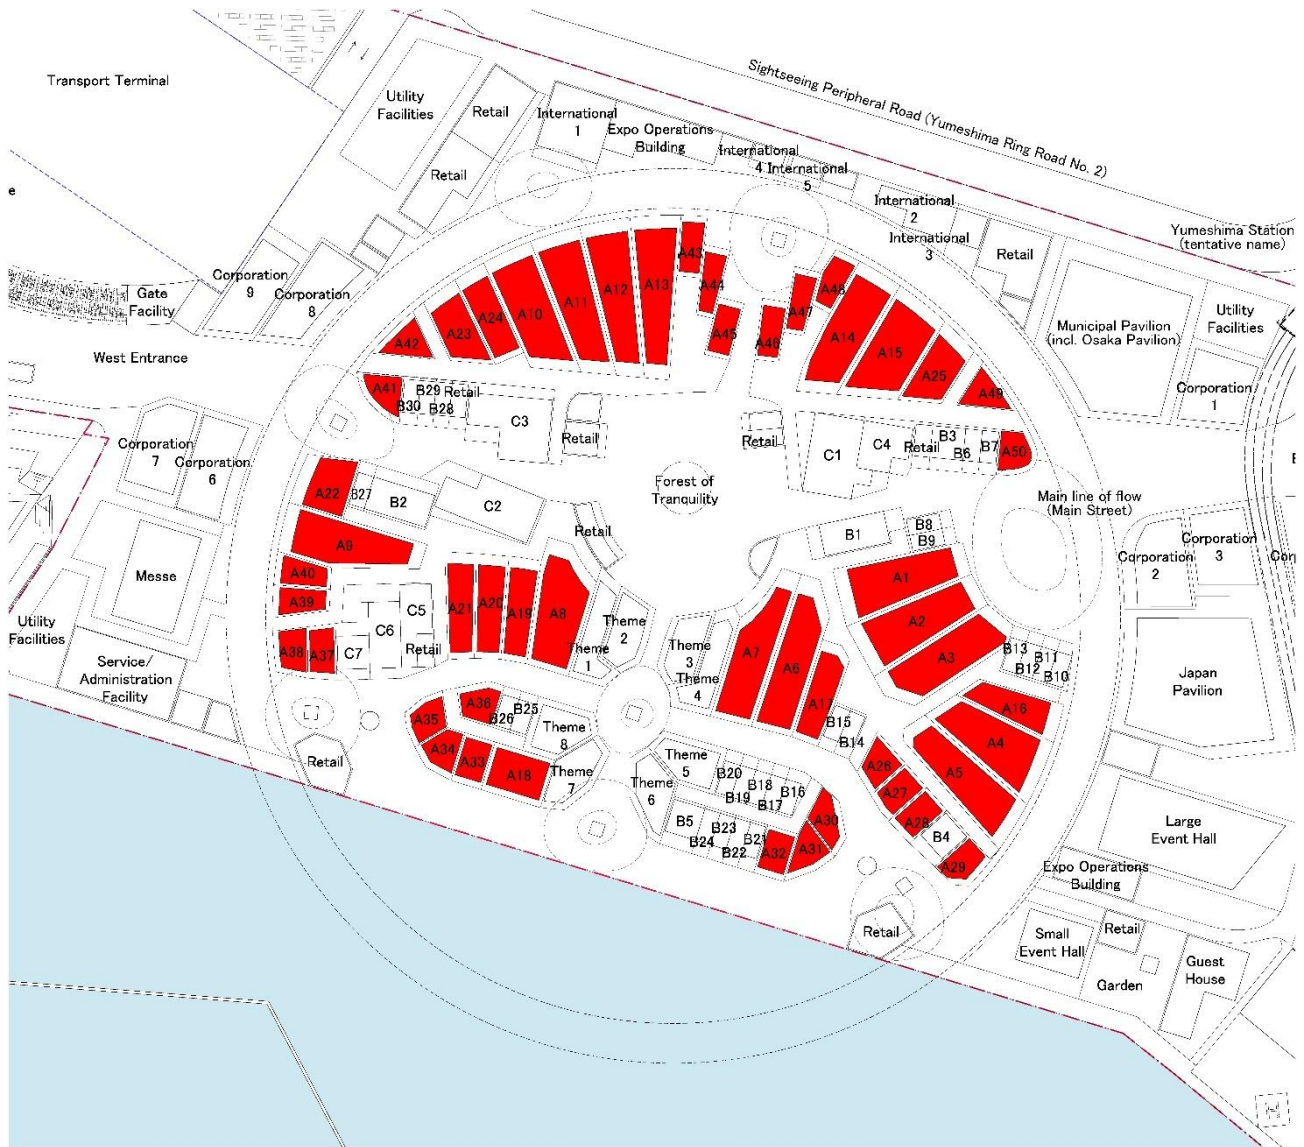 Transport Terminal
Utility
Facilities
Retail
Retail
International
1
Expo Operations
Building
International
4
International
5
Sightseeing Peripheral Road (Yumeshima Ring Road No. 2)
International
2
International
3
Retail
Yumeshima Station
(tentative name)
e
Corporation
9
Corporation
8
Gate
Facility
West Entrance
Municipal Pavilion
(incl. Osaka Pavilion)
Utility
Facilities
Corporation
1
A42
A23
A24
A10
A11
A12
A13
A43
A44
A45
A46
A47
A48
A14
A15
A25
A49
A41
B30
B29
B28
Retail
C3
Retail
Retail
C1
C4
Retail
B3
B6
B7
A50
Corporation
7
Corporation
6
A22
B27
B2
C2
Retail
Forest of
Tranquility
Main line of flow
(Main Street)
B1
B8
B9
Corporation
2
Corporation
3
Cor
E
Messe
A9
A40
A39
A38
A37
C5
C6
C7
Retail
A21
A20
A19
A8
Theme
1
Theme
2
Theme
3
Theme
4
A7
A6
A17
B15
B14
A1
A2
A3
B13
B12
B11
B10
Utility
Facilities
Service/
Administration
Facility
Japan
Pavilion
Retail
A35
A36
A34
A33
A18
B26
B25
Theme
8
Theme
7
Theme
6
Theme
5
B20
B19
B18
B17
B16
B5
B24
B23
B22
B21
A32
A31
A30
A16
A4
A5
A26
A27
A28
B4
A29
Large
Event Hall
Expo Operations
Building
Retail
Small
Event Hall
Retail
Garden
Guest
House